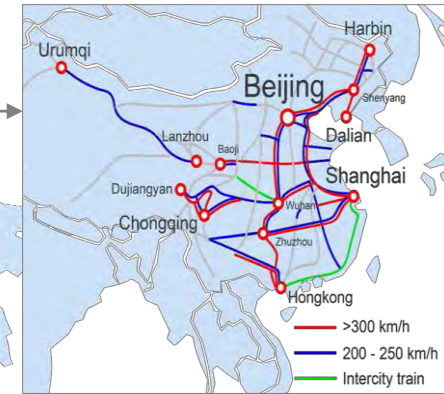 Harbin
Urumqi
Beijing
Shenyang
Lanzhou
Baoji
Dalian
Shanghai
Dujiangyan
Wuhan
Chongqing
Zhuzhou
Hongkong
>300 km/h
200 - 250 km/h
Intercity train